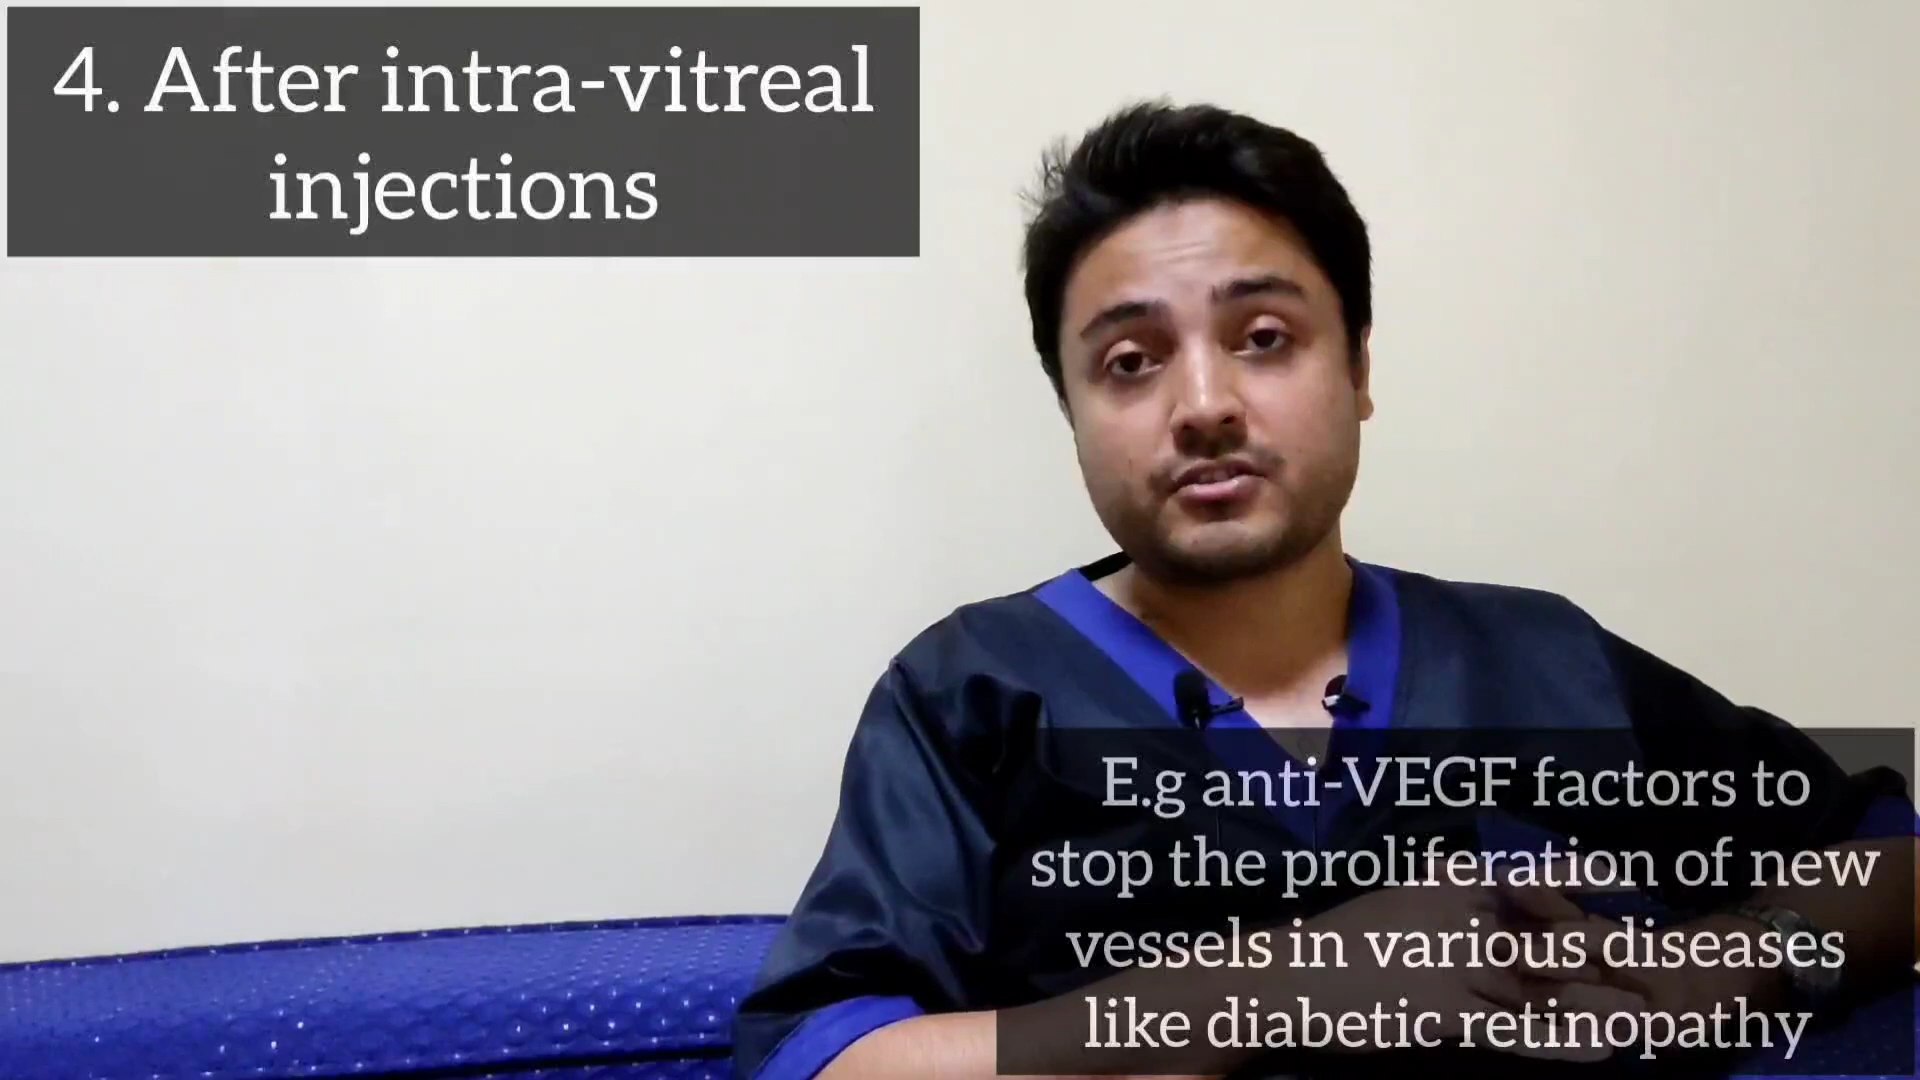 4. After intra-vitreal
injections
E.g anti-VEGF factors to
stop the proliferation of new
vessels in various diseases
like diabetic retinopathy